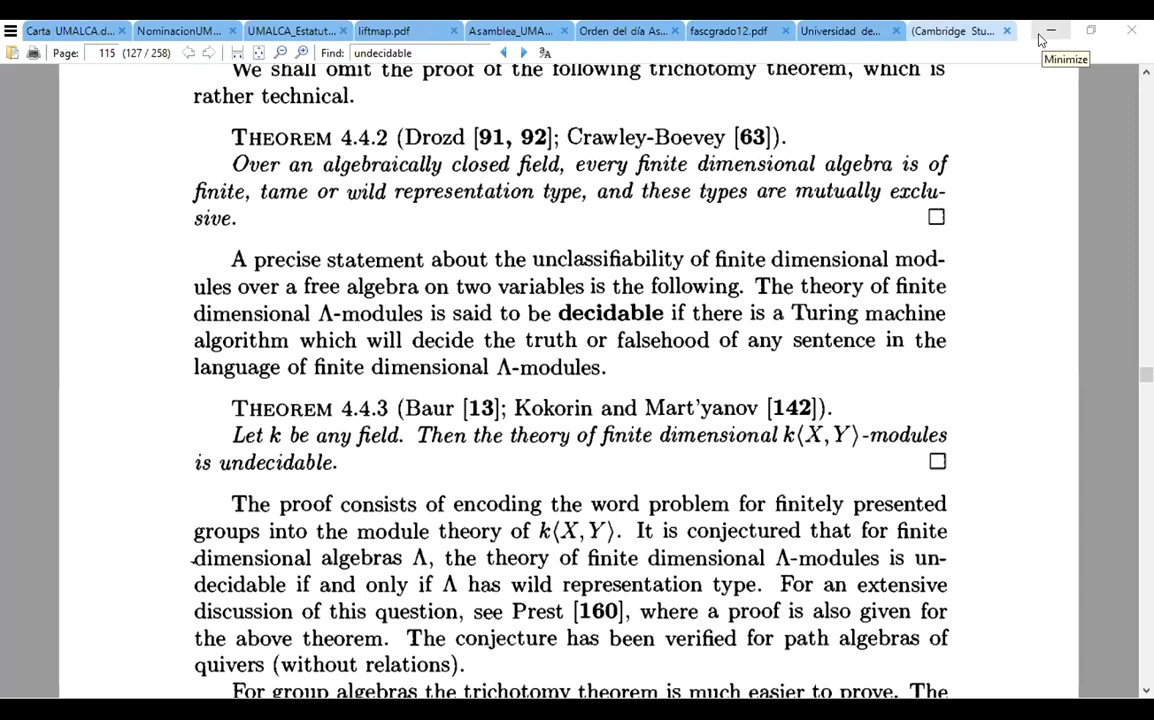 Carta UMALCA.d... NominacionUM... UMALCA_Estatut... liftmap.pdf Asamblea_UMA... Orden del día As... fascgrado12.pdf Universidad de... (Cambridge Stu...
Page: 115 (127 / 258) Find: undecidable
Minimize
We shall omit the proof of the following trichotomy theorem, which is
rather technical.
THEOREM 4.4.2 (Drozd [91, 92]; Crawley-Boevey [63]).
Over an algebraically closed field, every finite dimensional algebra is of
finite, tame or wild representation type, and these types are mutually exclu-
sive. □
A precise statement about the unclassifiability of finite dimensional mod-
ules over a free algebra on two variables is the following. The theory of finite
dimensional Λ-modules is said to be decidable if there is a Turing machine
algorithm which will decide the truth or falsehood of any sentence in the
language of finite dimensional Λ-modules.
THEOREM 4.4.3 (Baur [13]; Kokorin and Mart'yanov [142]).
Let k be any field. Then the theory of finite dimensional k⟨X, Y⟩-modules
is undecidable. □
The proof consists of encoding the word problem for finitely presented
groups into the module theory of k⟨X, Y⟩. It is conjectured that for finite
dimensional algebras Λ, the theory of finite dimensional Λ-modules is un-
decidable if and only if Λ has wild representation type. For an extensive
discussion of this question, see Prest [160], where a proof is also given for
the above theorem. The conjecture has been verified for path algebras of
quivers (without relations).
For group algebras the trichotomy theorem is much easier to prove. The